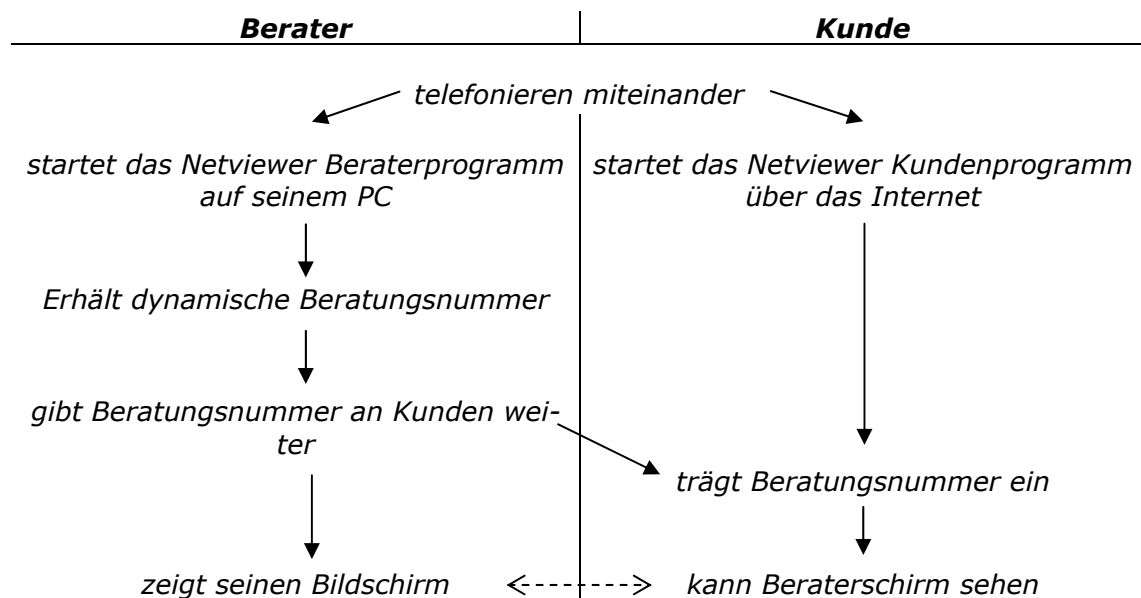 Berater
Kunde
telefonieren miteinander
startet das Netviewer Beraterprogramm
auf seinem PC
startet das Netviewer Kundenprogramm
über das Internet
Erhält dynamische Beratungsnummer
gibt Beratungsnummer an Kunden wei-
ter
trägt Beratungsnummer ein
zeigt seinen Bildschirm
kann Beraterschirm sehen